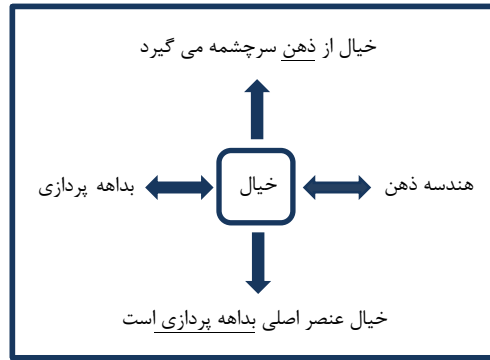 خیال از ذهن سرچشمه می گیرد
هندسه ذهن
خیال
بداهه پردازی
خیال عنصر اصلی بداهه پردازی است